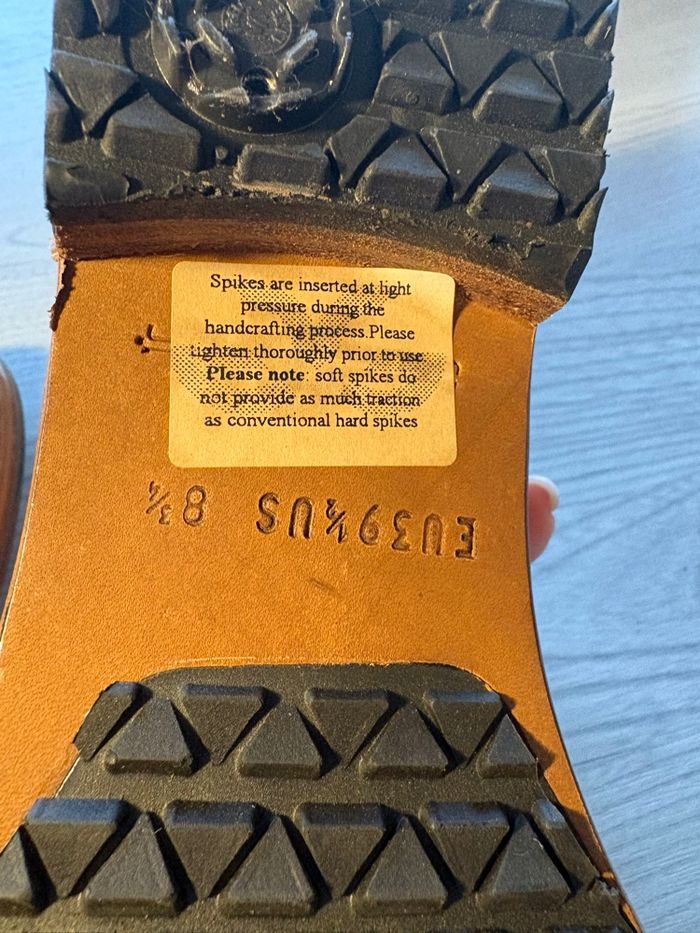 Spikes are inserted at light
pressure during the
handcrafting process.Please
tighten thoroughly prior to use
Please note: soft spikes do
not provide as much traction
as conventional hard spikes
EU39½US 8¾